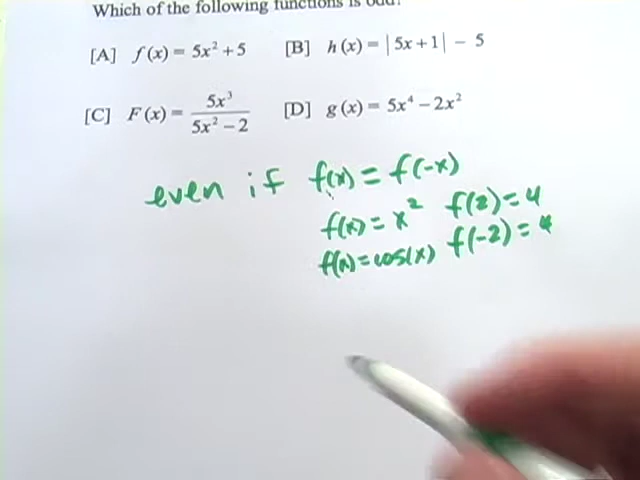 Which of the following functions is odd?
[A] f(x) = 5x² + 5 [B] h(x) = |5x + 1| − 5
[C] F(x) = 5x³ / 5x² − 2 [D] g(x) = 5x⁴ − 2x²
even if f(x) = f(-x)
f(x) = x² f(2) = 4
f(x) = cos(x) f(-2) = 4